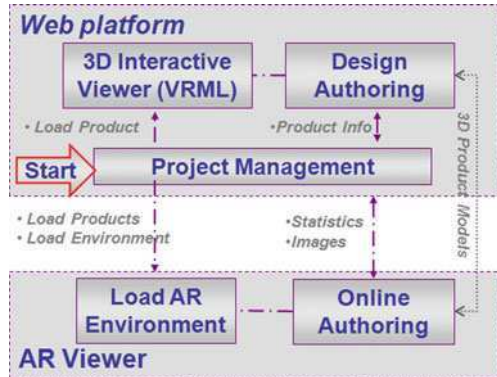 Web platform
3D Interactive
Viewer (VRML)
Design
Authoring
• Load Product
•Product Info
Start
Project Management
3D Product Models
• Load Products
• Load Environment
•Statistics
•Images
Load AR
Environment
Online
Authoring
AR Viewer